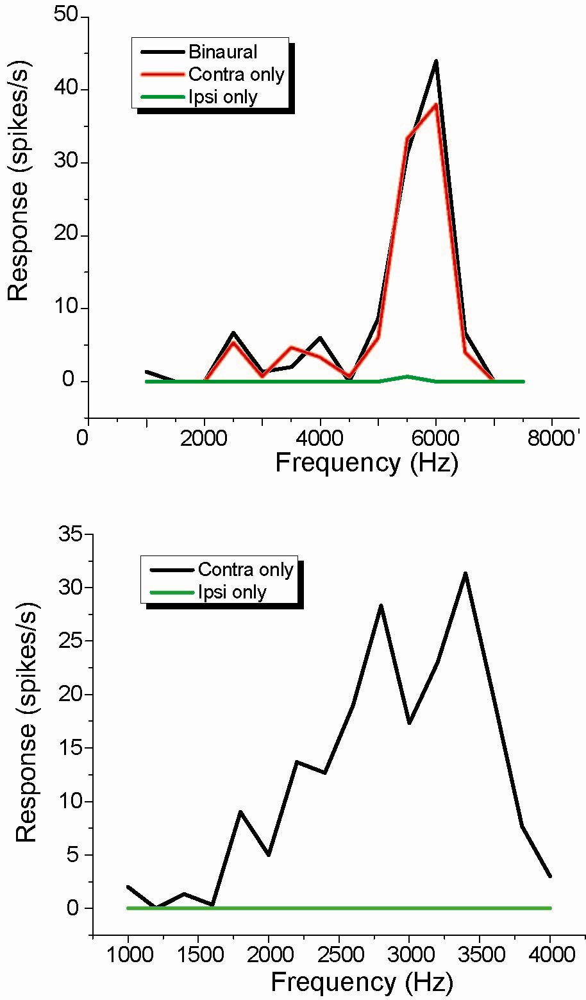 50
40
30
20
10
0
Response (spikes/s)
Binaural
Contra only
Ipsi only
0 2000 4000 6000 8000
Frequency (Hz)
35
30
25
20
15
10
5
0
Response (spikes/s)
Contra only
Ipsi only
1000 1500 2000 2500 3000 3500 4000
Frequency (Hz)